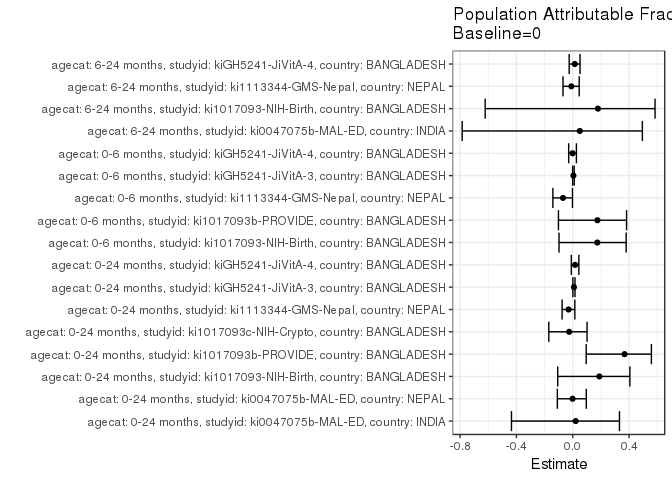 Population Attributable Frac
Baseline=0
agecat: 6-24 months, studyid: kiGH5241-JiVitA-4, country: BANGLADESH
agecat: 6-24 months, studyid: ki1113344-GMS-Nepal, country: NEPAL
agecat: 6-24 months, studyid: ki1017093-NIH-Birth, country: BANGLADESH
agecat: 6-24 months, studyid: ki0047075b-MAL-ED, country: INDIA
agecat: 0-6 months, studyid: kiGH5241-JiVitA-4, country: BANGLADESH
agecat: 0-6 months, studyid: kiGH5241-JiVitA-3, country: BANGLADESH
agecat: 0-6 months, studyid: ki1113344-GMS-Nepal, country: NEPAL
agecat: 0-6 months, studyid: ki1017093b-PROVIDE, country: BANGLADESH
agecat: 0-6 months, studyid: ki1017093-NIH-Birth, country: BANGLADESH
agecat: 0-24 months, studyid: kiGH5241-JiVitA-4, country: BANGLADESH
agecat: 0-24 months, studyid: kiGH5241-JiVitA-3, country: BANGLADESH
agecat: 0-24 months, studyid: ki1113344-GMS-Nepal, country: NEPAL
agecat: 0-24 months, studyid: ki1017093c-NIH-Crypto, country: BANGLADESH
agecat: 0-24 months, studyid: ki1017093b-PROVIDE, country: BANGLADESH
agecat: 0-24 months, studyid: ki1017093-NIH-Birth, country: BANGLADESH
agecat: 0-24 months, studyid: ki0047075b-MAL-ED, country: NEPAL
agecat: 0-24 months, studyid: ki0047075b-MAL-ED, country: INDIA
-0.8 -0.4 0.0 0.4
Estimate